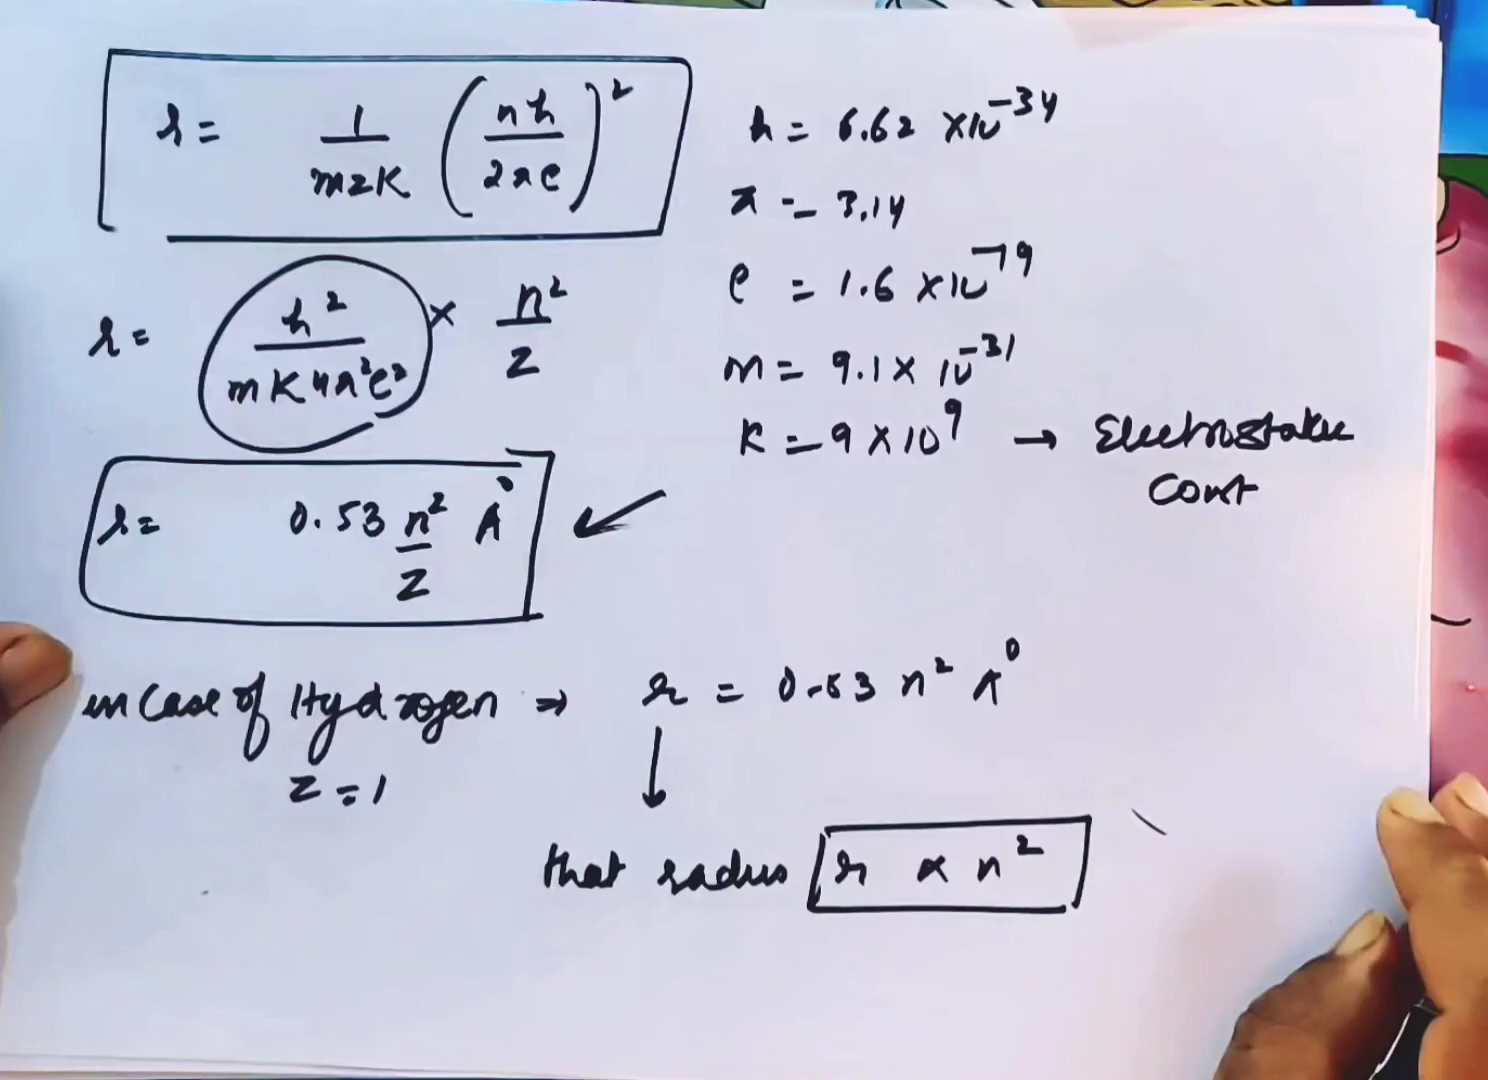 r = 1/mzK (nh/2πe)²
r = h²/mK4π²e² × n²/Z
r = 0.53 n²/Z A°
h = 6.62 ×10⁻³⁴
π = 3.14
e = 1.6 ×10⁻¹⁹
m = 9.1 × 10⁻³¹
K = 9 × 10⁹ → Electrostatic
Const
in Case of Hydrogen ⇒ r = 0.53 n² A°
Z = 1
↓
that radius r ∝ n²